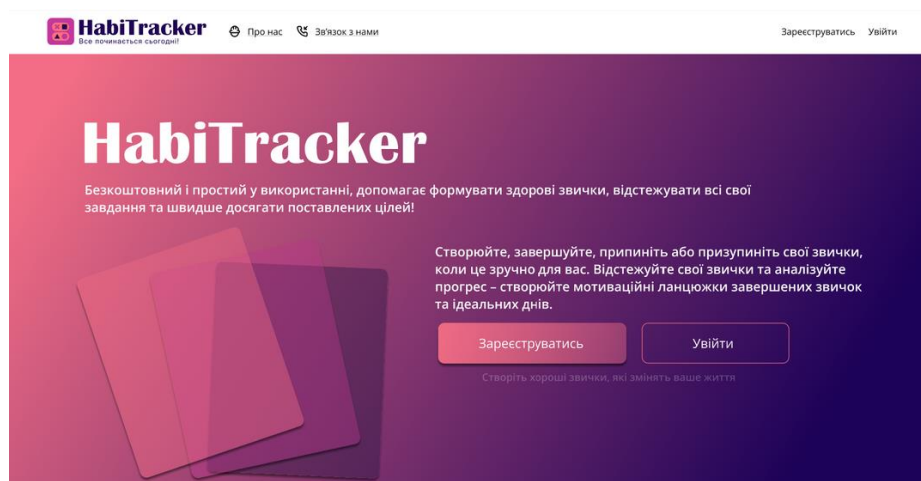 HabiTracker
Все починається сьогодні!
Про нас
Зв'язок з нами
Зареєструватись
Увійти
HabiTracker
Безкоштовний і простий у використанні, допомагає формувати здорові звички, відстежувати всі свої
завдання та швидше досягати поставлених цілей!
Створюйте, завершуйте, припиніть або призупиніть свої звички,
коли це зручно для вас. Відстежуйте свої звички та аналізуйте
прогрес – створюйте мотиваційні ланцюжки завершених звичок
та ідеальних днів.
Зареєструватись
Увійти
Створіть хороші звички, які змінять ваше життя